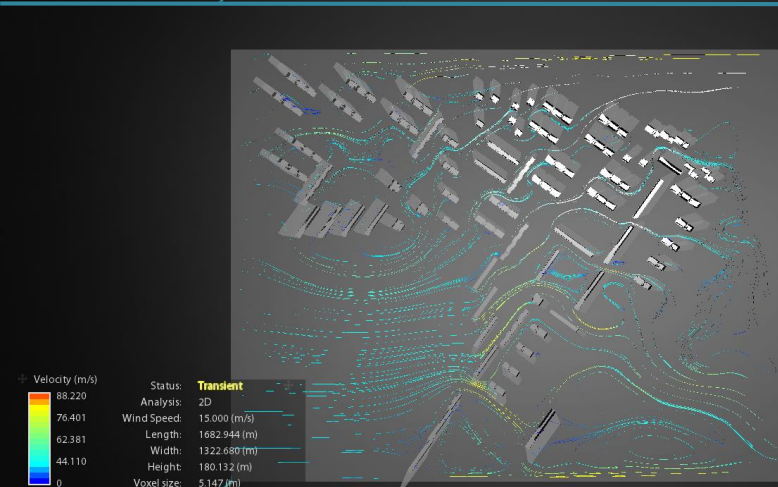 Velocity (m/s)
88.220
76.401
62.381
44.110
0
Status: Transient
Analysis: 2D
Wind Speed: 15.000 (m/s)
Length: 1682.944 (m)
Width: 1322.680 (m)
Height: 180.132 (m)
Voxel size: 5.147 (m)